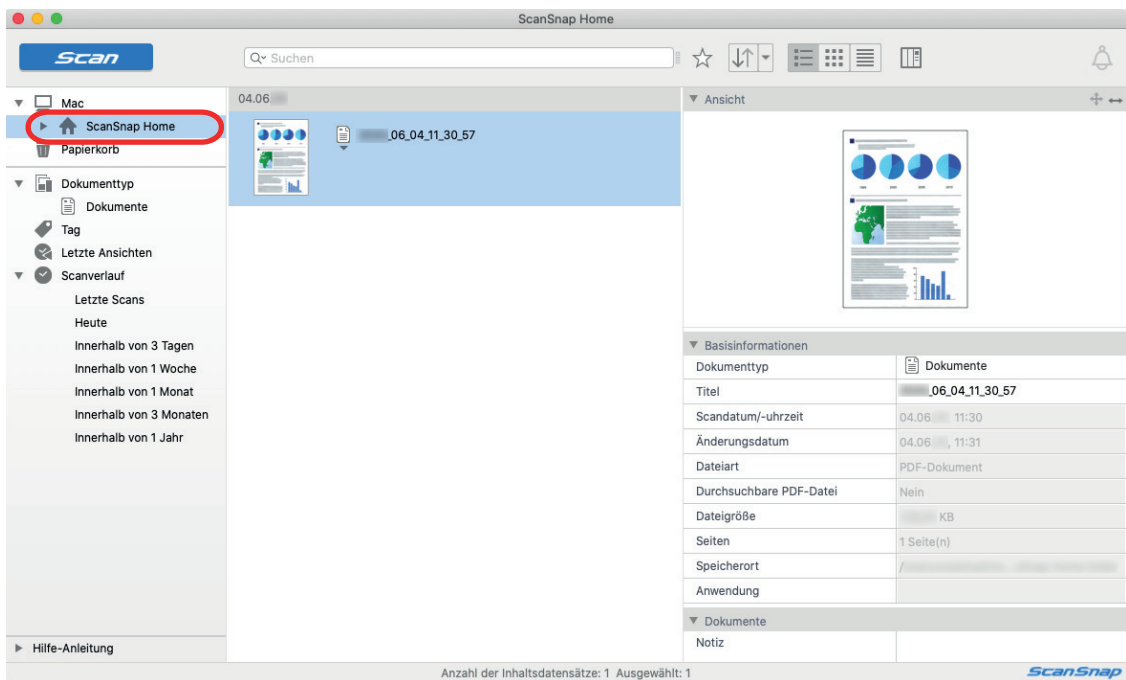 ScanSnap Home
Scan
Suchen
Mac
ScanSnap Home
Papierkorb
Dokumenttyp
Dokumente
Tag
Letzte Ansichten
Scanverlauf
Letzte Scans
Heute
Innerhalb von 3 Tagen
Innerhalb von 1 Woche
Innerhalb von 1 Monat
Innerhalb von 3 Monaten
Innerhalb von 1 Jahr
Hilfe-Anleitung
04.06
_06_04_11_30_57
Ansicht
Basisinformationen
Dokumenttyp Dokumente
Titel _06_04_11_30_57
Scandatum/-uhrzeit 04.06 11:30
Änderungsdatum 04.06 , 11:31
Dateiart PDF-Dokument
Durchsuchbare PDF-Datei Nein
Dateigröße KB
Seiten 1 Seite(n)
Speicherort /
Anwendung
Dokumente
Notiz
Anzahl der Inhaltsdatensätze: 1 Ausgewählt: 1
ScanSnap